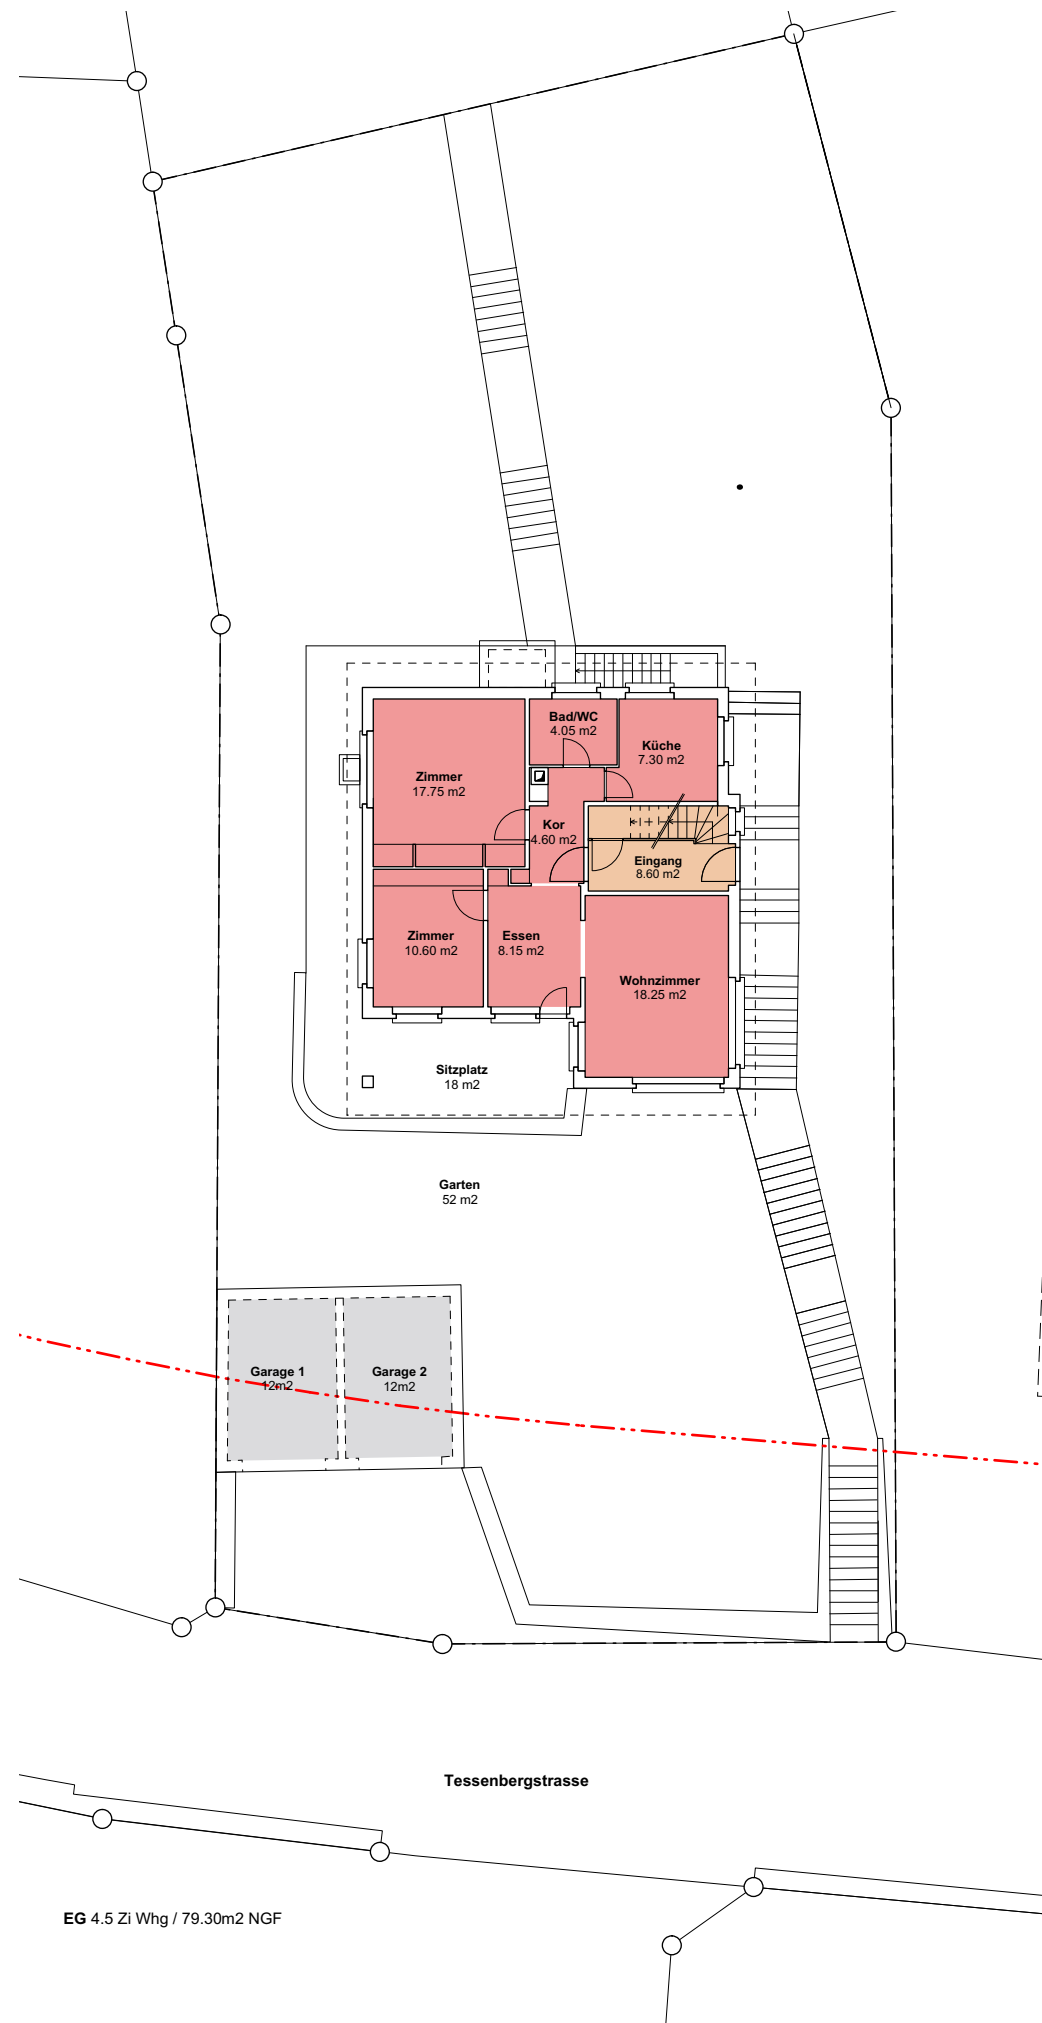 Bad/WC
4.05 m2
Küche
7.30 m2
Zimmer
17.75 m2
Kor
4.60 m2
Eingang
8.60 m2
Zimmer
10.60 m2
Essen
8.15 m2
Wohnzimmer
18.25 m2
Sitzplatz
18 m2
Garten
52 m2
Garage 1
12m2
Garage 2
12m2
Tessenbergstrasse
EG 4.5 Zi Whg / 79.30m2 NGF